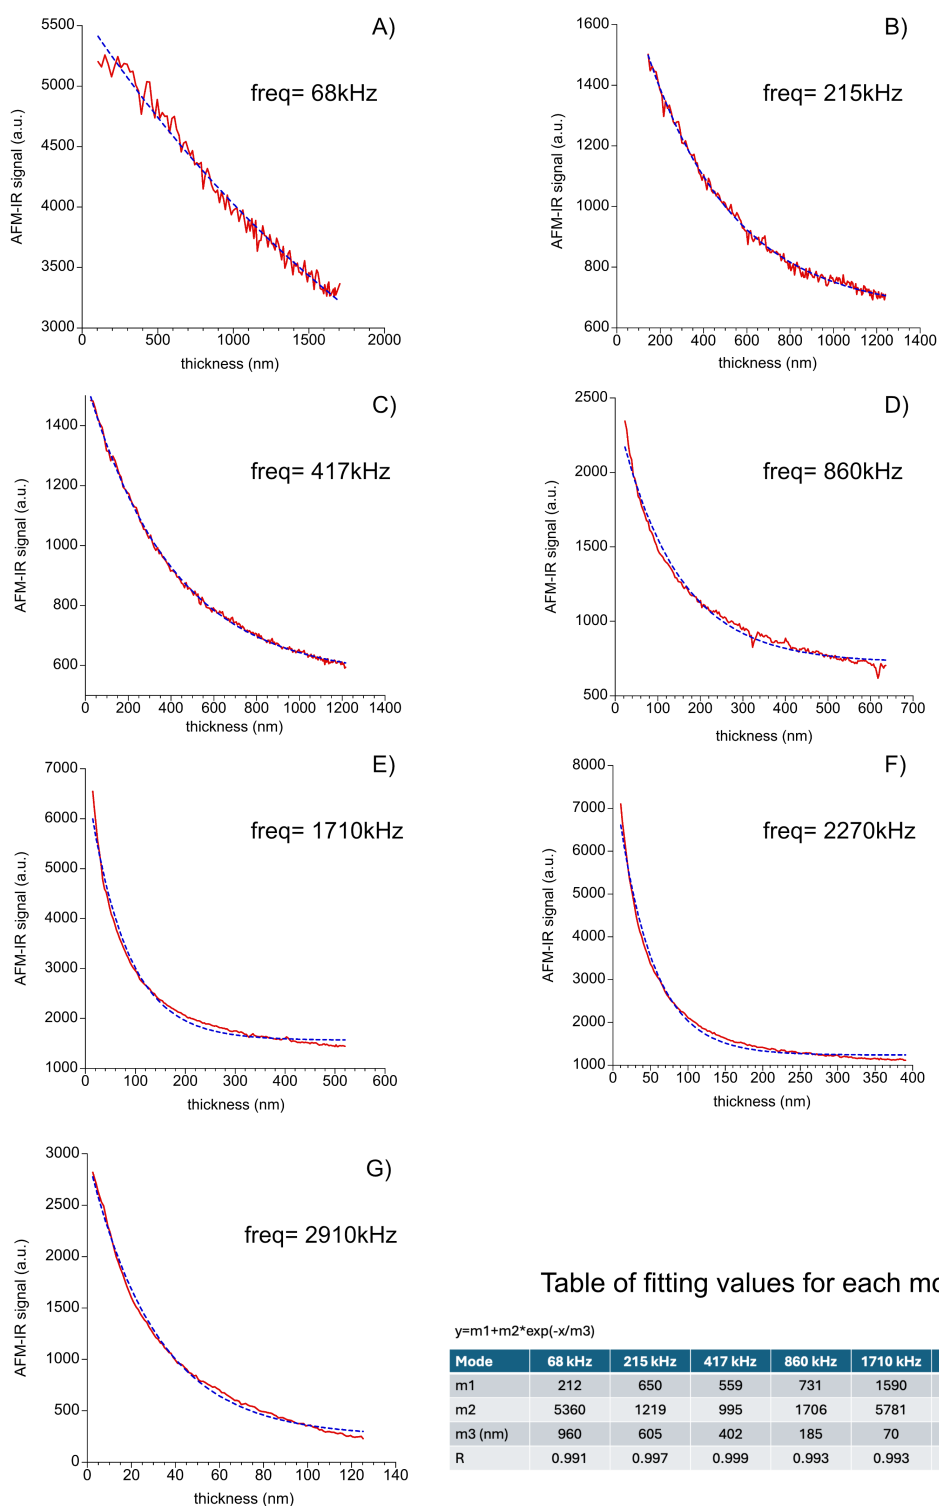 A)
freq= 68kHz
AFM-IR signal (a.u.)
5500
5000
4500
4000
3500
3000
0 500 1000 1500 2000
thickness (nm)
B)
freq= 215kHz
AFM-IR signal (a.u.)
1600
1400
1200
1000
800
600
0 200 400 600 800 1000 1200 1400
thickness (nm)
C)
freq= 417kHz
AFM-IR signal (a.u.)
1400
1200
1000
800
600
0 200 400 600 800 1000 1200 1400
thickness (nm)
D)
freq= 860kHz
AFM-IR signal (a.u.)
2500
2000
1500
1000
500
0 100 200 300 400 500 600 700
thickness (nm)
E)
freq= 1710kHz
AFM-IR signal (a.u.)
7000
6000
5000
4000
3000
2000
1000
0 100 200 300 400 500 600
thickness (nm)
F)
freq= 2270kHz
AFM-IR signal (a.u.)
8000
7000
6000
5000
4000
3000
2000
1000
0 50 100 150 200 250 300 350 400
thickness (nm)
G)
freq= 2910kHz
AFM-IR signal (a.u.)
3000
2500
2000
1500
1000
500
0
0 20 40 60 80 100 120 140
thickness (nm)
Table of fitting values for each mo
y=m1+m2*exp(-x/m3)
Mode 68 kHz 215 kHz 417 kHz 860 kHz 1710 kHz
m1 212 650 559 731 1590
m2 5360 1219 995 1706 5781
m3 (nm) 960 605 402 185 70
R 0.991 0.997 0.999 0.993 0.993